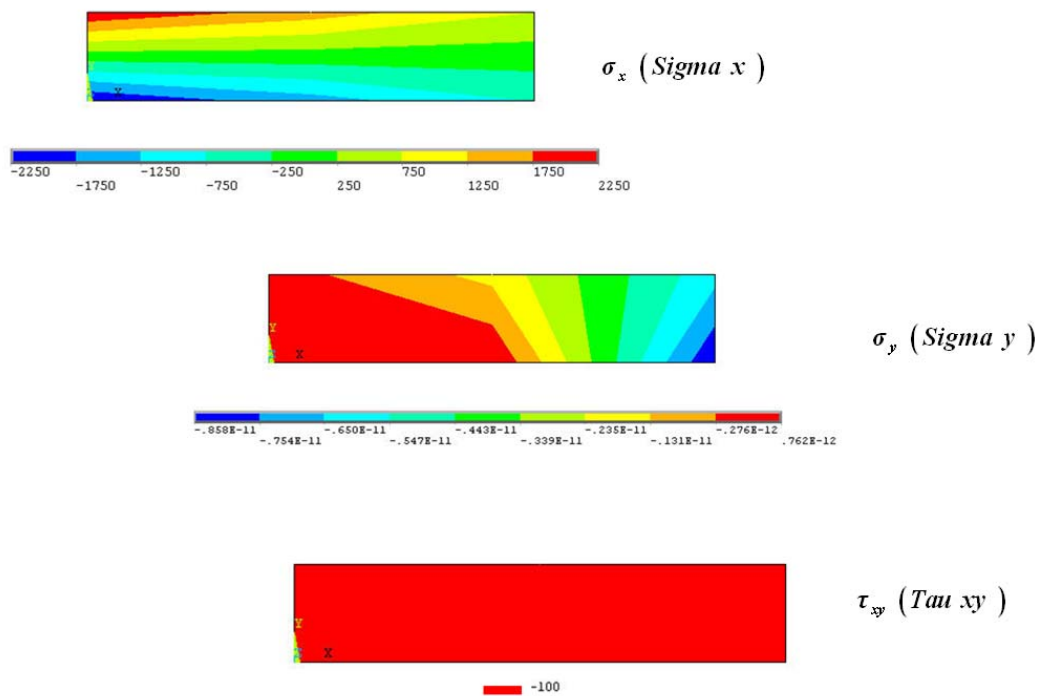 σx (Sigma x)
X
-2250 -1250 -250 750 1750
-1750 -750 250 1250 2250
σy (Sigma y)
Y
X
-.858E-11 -.650E-11 -.443E-11 -.235E-11 -.276E-12
-.754E-11 -.547E-11 -.339E-11 -.131E-11 .762E-12
τxy (Tau xy)
Y
X
-100